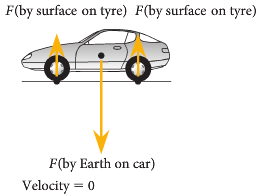 F(by surface on tyre) F(by surface on tyre)
F(by Earth on car)
Velocity = 0